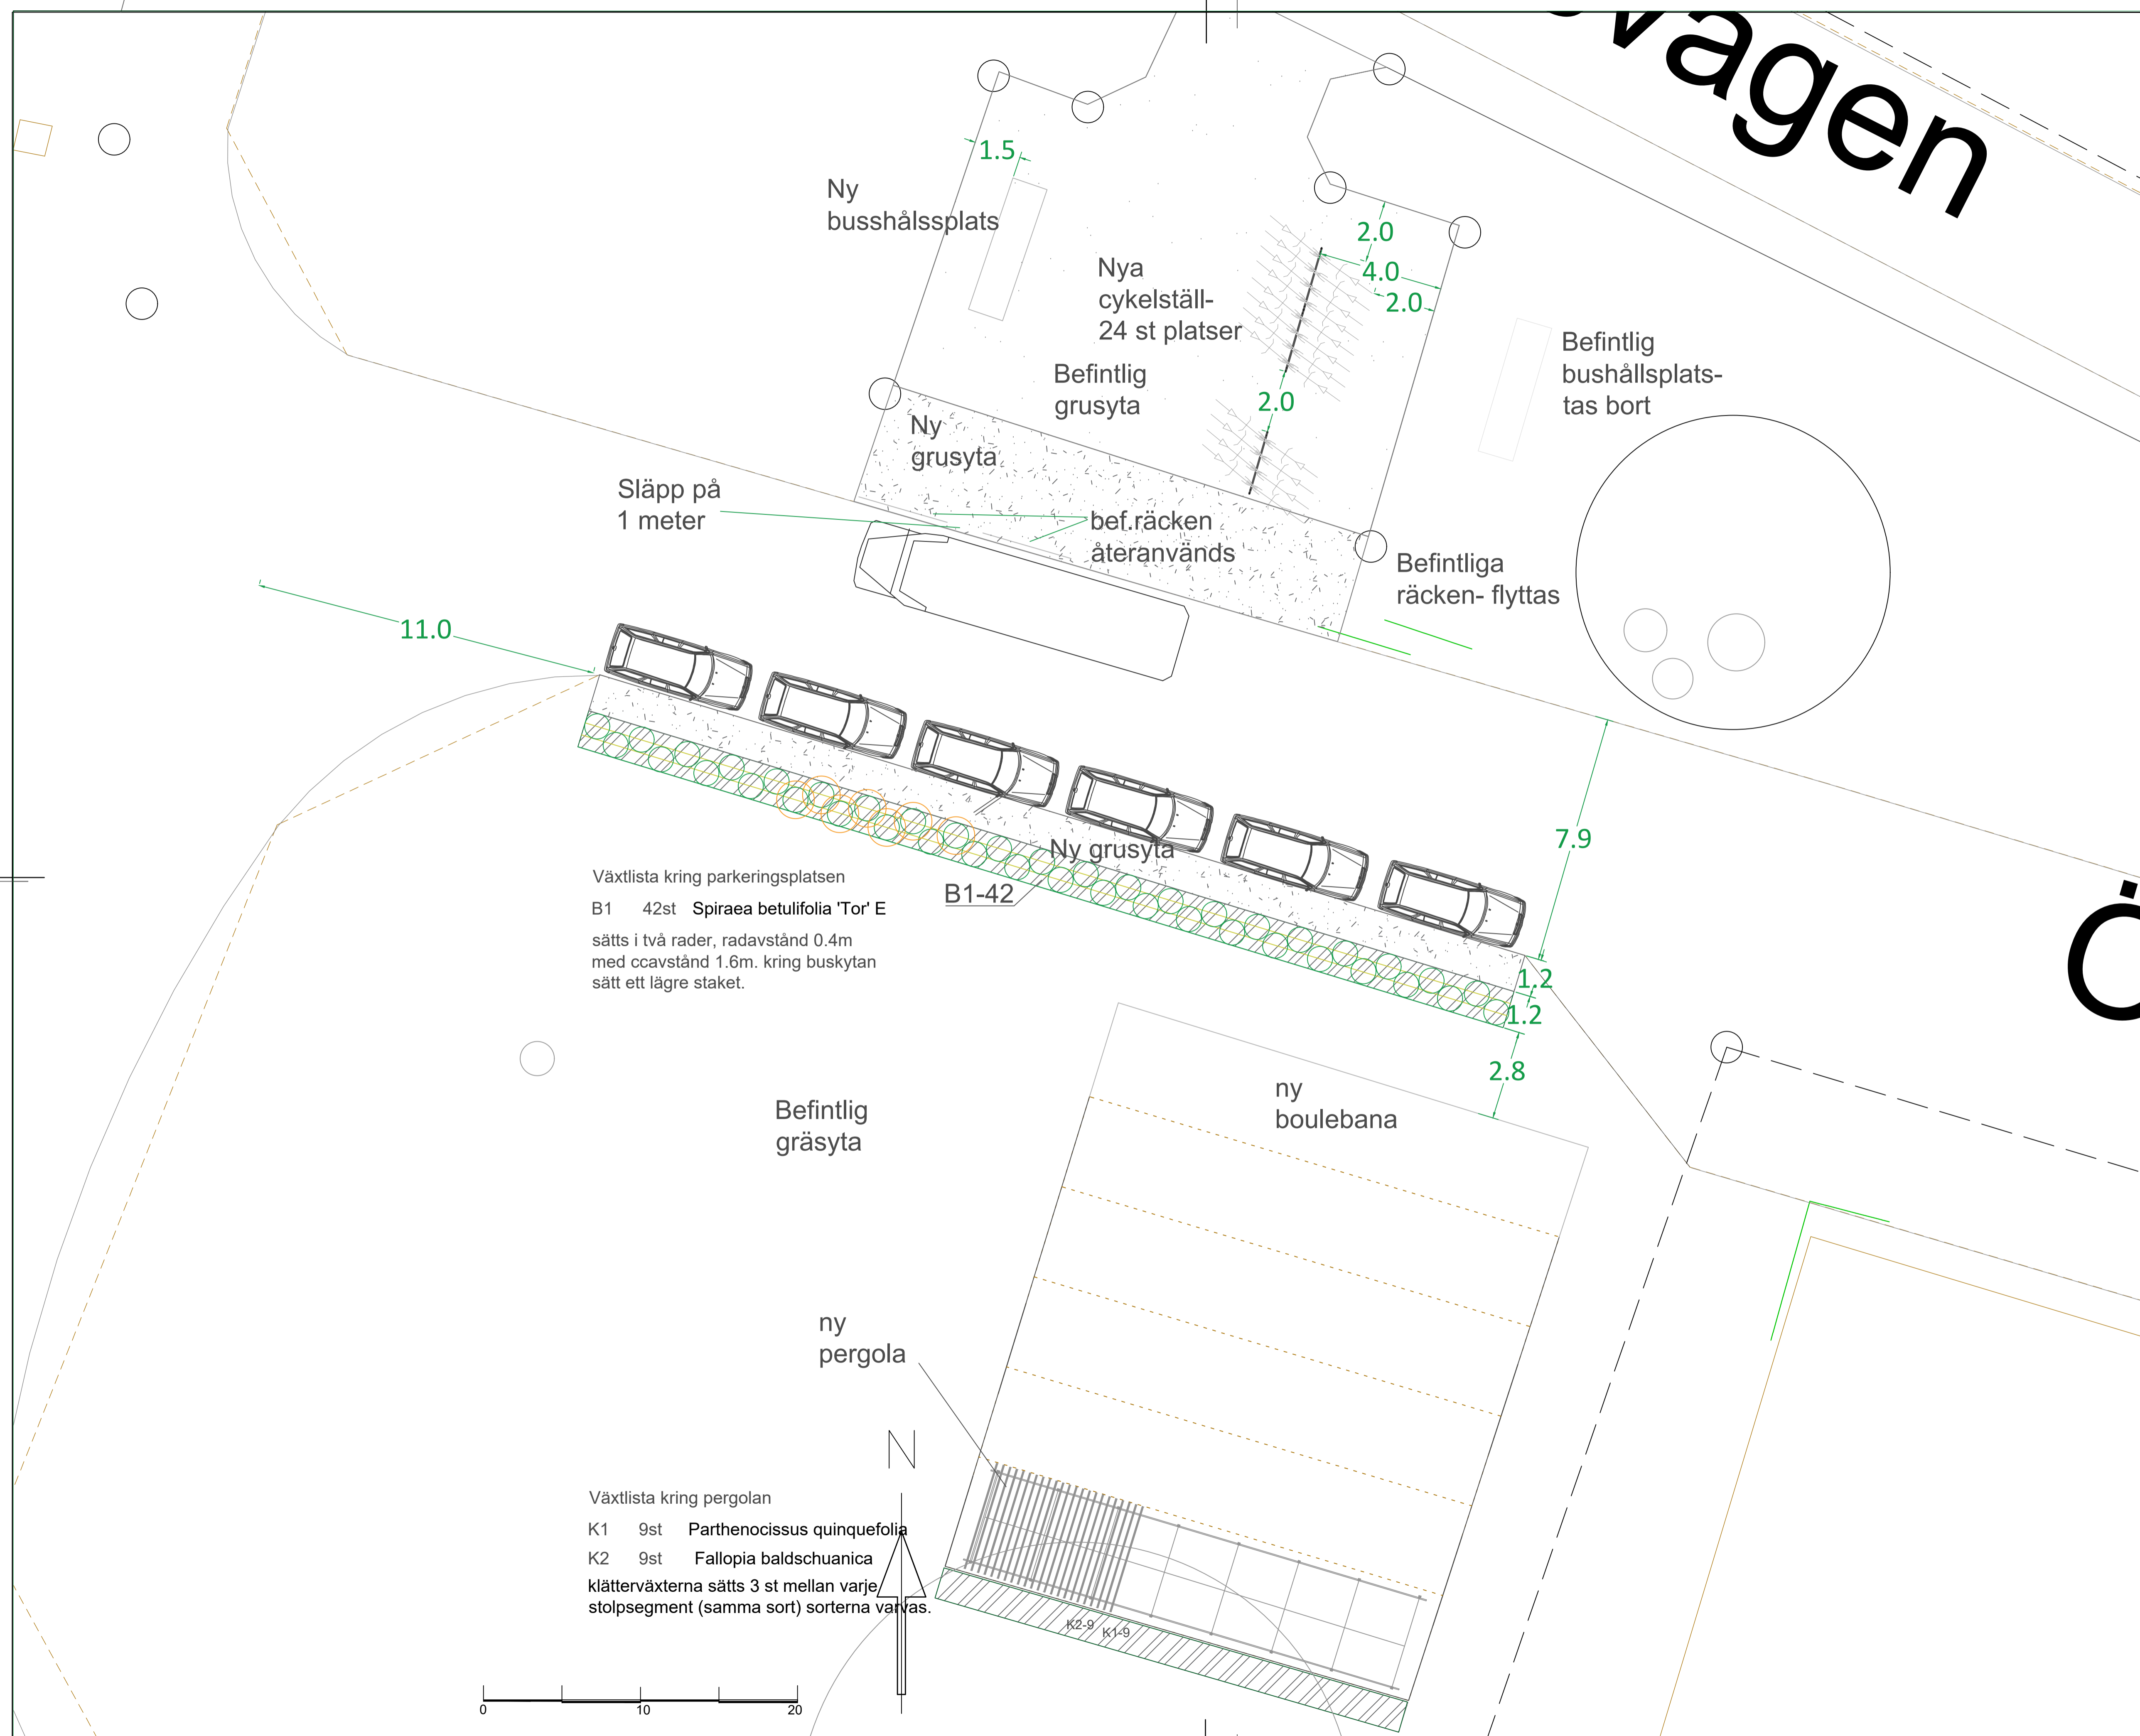 svägen
1.5
Ny
busshålssplats
2.0
4.0
2.0
Nya
cykelställ-
24 st platser
Befintlig
bushållsplats-
tas bort
Befintlig
grusyta
2.0
Ny
grusyta
Släpp på
1 meter
bef.räcken
återanvänds
Befintliga
räcken- flyttas
11.0
7.9
Ny grusyta
B1-42
Växtlista kring parkeringsplatsen
B1 42st Spiraea betulifolia 'Tor' E
sätts i två rader, radavstånd 0.4m
med ccavstånd 1.6m. kring buskytan
sätt ett lägre staket.
1.2
1.2
Ö
2.8
ny
boulebana
Befintlig
gräsyta
ny
pergola
N
Växtlista kring pergolan
K1 9st Parthenocissus quinquefolia
K2 9st Fallopia baldschuanica
klätterväxterna sätts 3 st mellan varje
stolpsegment (samma sort) sorterna varvas.
K2-9
K1-9
0 10 20